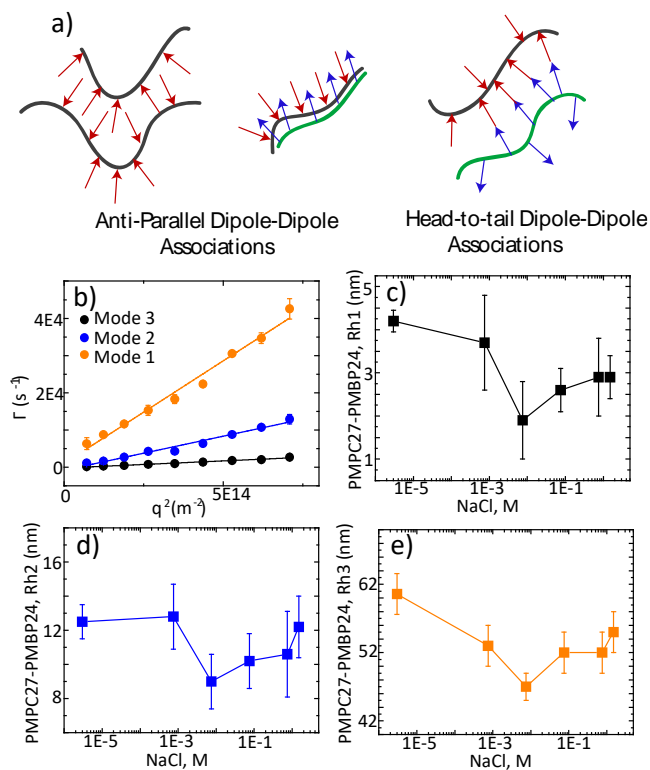 a)
Anti-Parallel Dipole-Dipole
Associations
Head-to-tail Dipole-Dipole
Associations
b)
Mode 3
Mode 2
Mode 1
4E4
2E4
0
Γ (s⁻¹)
0
5E14
q²(m⁻²)
c)
5
3
1
PMPC27-PMBP24, Rh1 (nm)
1E-5
1E-3
1E-1
NaCl, M
d)
16
12
8
PMPC27-PMBP24, Rh2 (nm)
1E-5
1E-3
1E-1
NaCl, M
e)
62
52
42
PMPC27-PMBP24, Rh3 (nm)
1E-5
1E-3
1E-1
NaCl, M